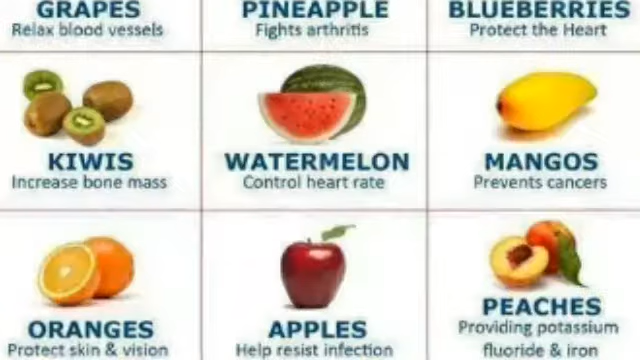 GRAPES
Relax blood vessels
PINEAPPLE
Fights arthritis
BLUEBERRIES
Protect the Heart
KIWIS
Increase bone mass
WATERMELON
Control heart rate
MANGOS
Prevents cancers
ORANGES
Protect skin & vision
APPLES
Help resist infection
PEACHES
Providing potassium
fluoride & iron